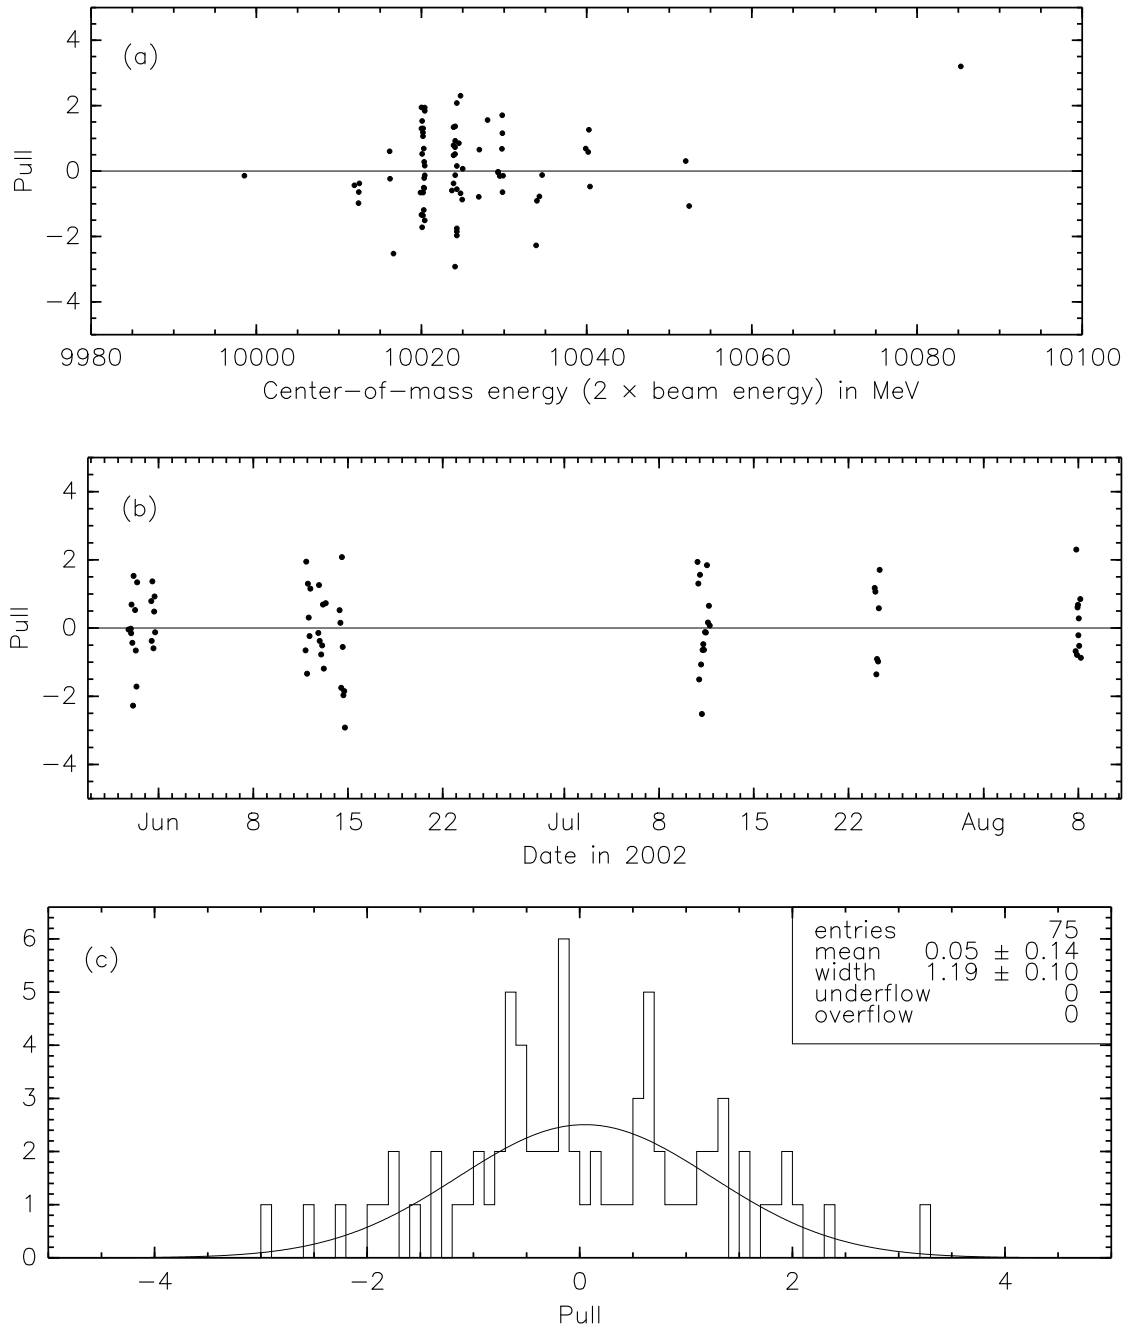 4
(a)
2
Pull
0
−2
−4
9980 10000 10020 10040 10060 10080 10100
Center−of−mass energy (2 × beam energy) in MeV
4
(b)
2
Pull
0
−2
−4
Jun 8 15 22 Jul 8 15 22 Aug 8
Date in 2002
entries 75
6
mean 0.05 ± 0.14
(c)
width 1.19 ± 0.10
5
underflow 0
overflow 0
4
3
2
1
0
−4 −2 0 2 4
Pull